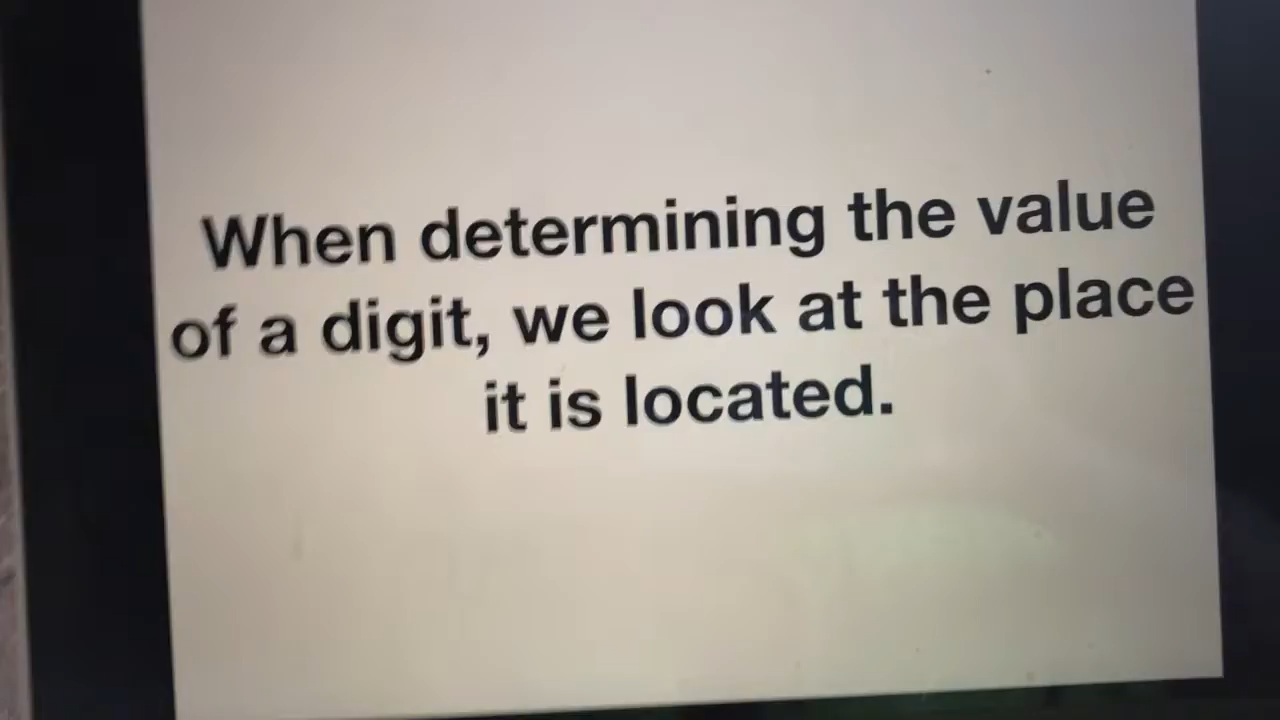 When determining the value
of a digit, we look at the place
it is located.